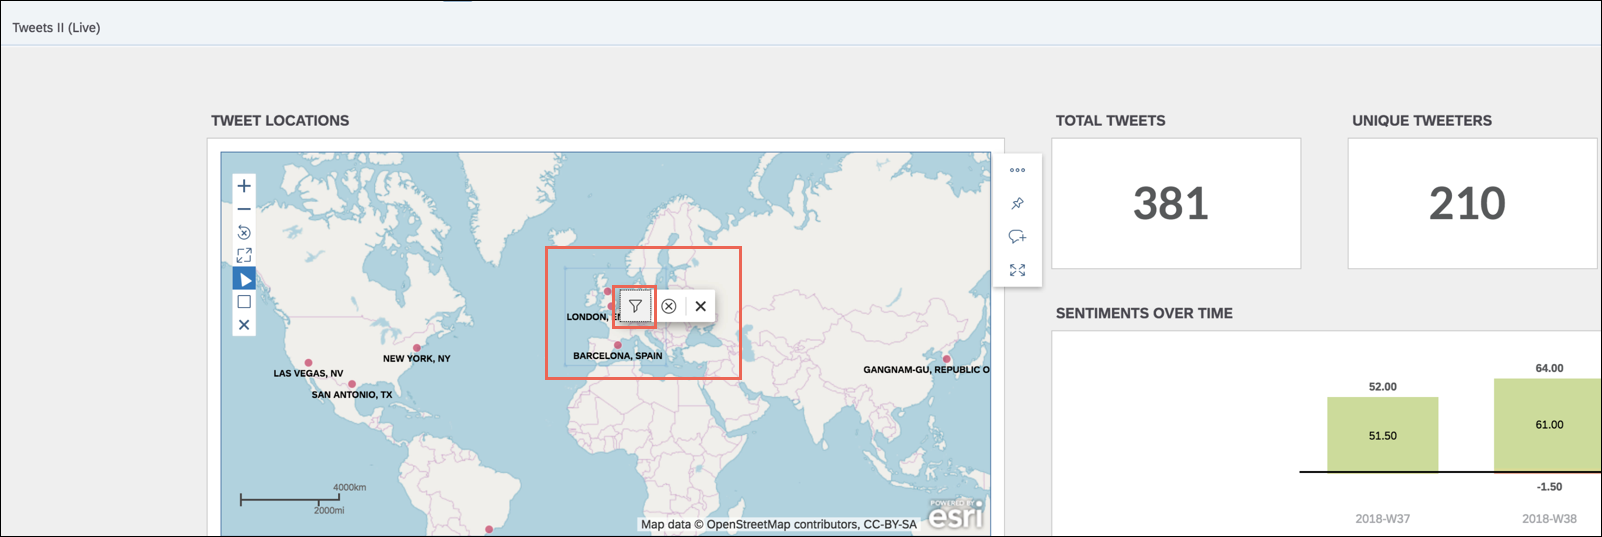 Tweets II (Live)
TWEET LOCATIONS
TOTAL TWEETS
UNIQUE TWEETERS
381
210
LONDON,
BARCELONA, SPAIN
NEW YORK, NY
LAS VEGAS, NV
SAN ANTONIO, TX
GANGNAM-GU, REPUBLIC O
4000km
2000mi
POWERED BY
esri
Map data © OpenStreetMap contributors, CC-BY-SA
SENTIMENTS OVER TIME
52.00
64.00
51.50
61.00
-1.50
2018-W37
2018-W38